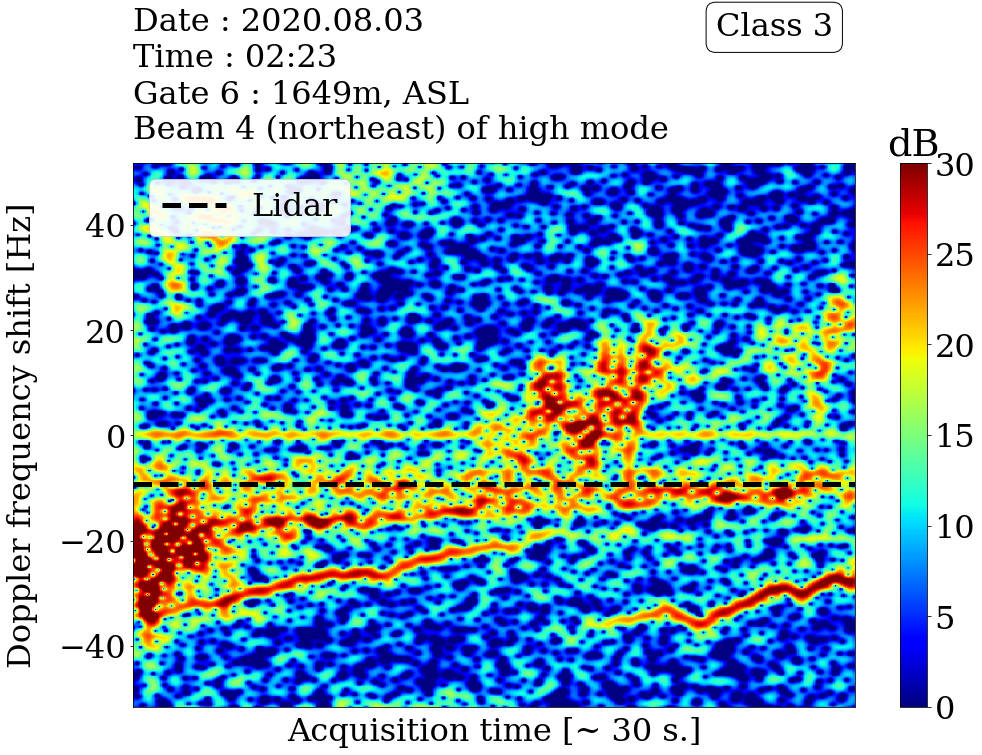 Date : 2020.08.03
Class 3
Time : 02:23
Gate 6 : 1649m, ASL
Beam 4 (northeast) of high mode
dB
Lidar
Doppler frequency shift [Hz]
40
20
0
−20
−40
30
25
20
15
10
5
0
Acquisition time [~ 30 s.]